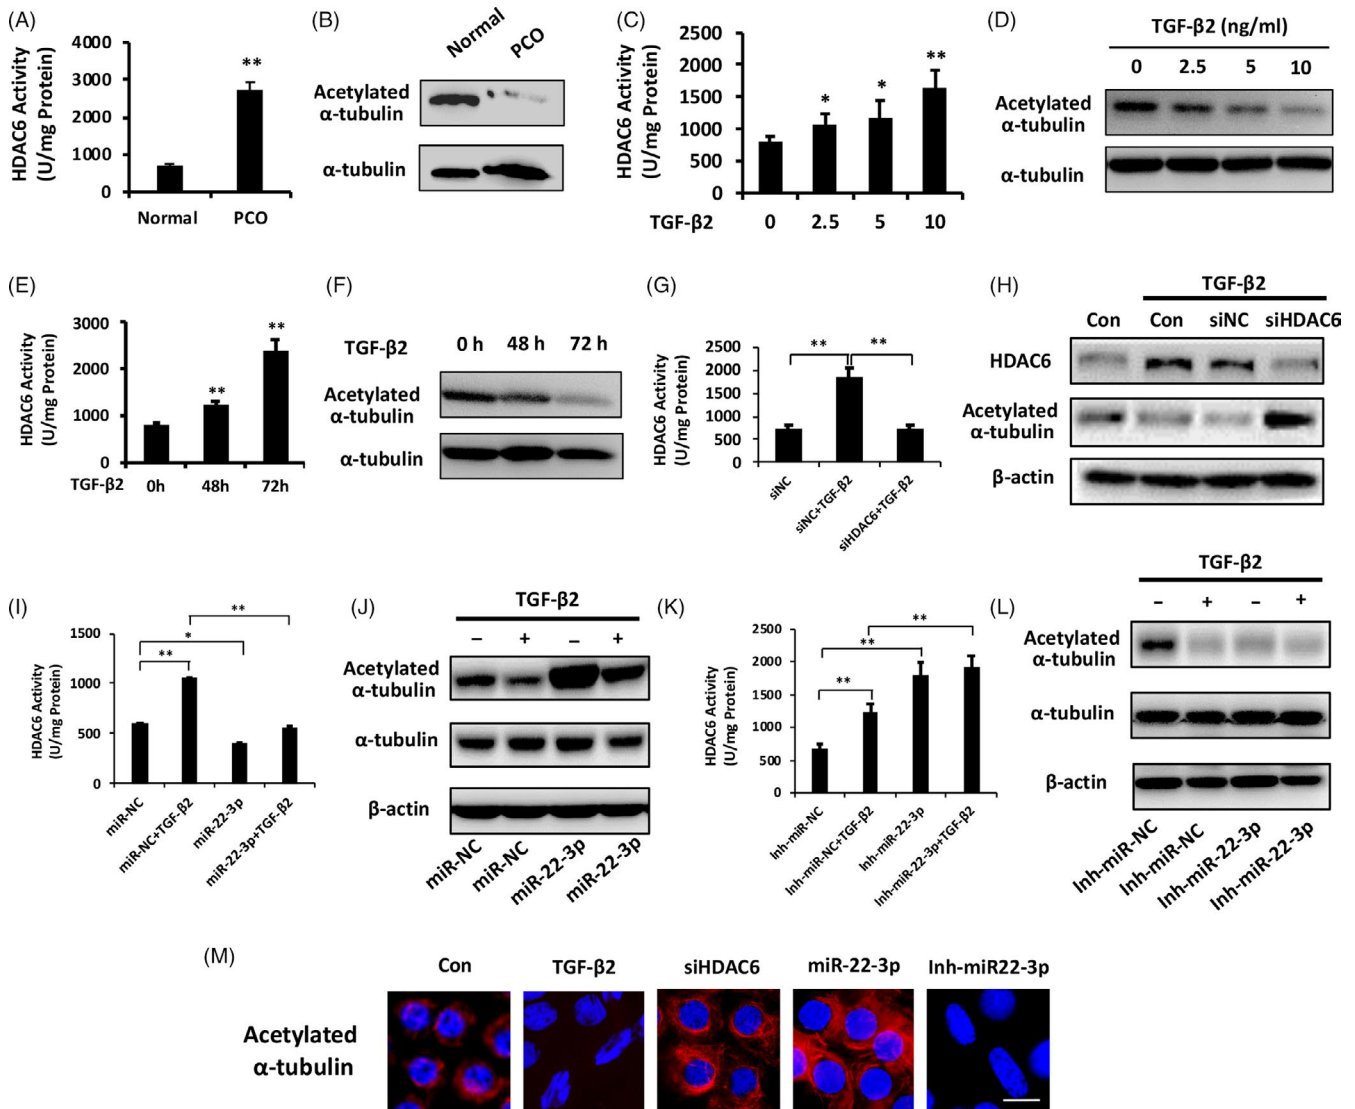 (A)
HDAC6 Activity
(U/mg Protein)
4000
3000
2000
1000
0
**
Normal
PCO
(B)
Normal
PCO
Acetylated
α-tubulin
α-tubulin
(C)
HDAC6 Activity
(U/mg Protein)
2500
2000
1500
1000
500
0
*
*
**
TGF-β2
0
2.5
5
10
(D)
TGF-β2 (ng/ml)
0
2.5
5
10
Acetylated
α-tubulin
α-tubulin
(E)
HDAC6 Activity
(U/mg Protein)
3000
2000
1000
0
**
**
TGF-β2
0h
48h
72h
(F)
TGF-β2
0 h
48 h
72 h
Acetylated
α-tubulin
α-tubulin
(G)
HDAC6 Activity
(U/mg Protein)
2500
2000
1500
1000
500
0
**
**
siNC
siNC+TGF-β2
siHDAC6+TGF-β2
(H)
TGF-β2
Con
Con
siNC
siHDAC6
HDAC6
Acetylated
α-tubulin
β-actin
(I)
HDAC6 Activity
(U/mg Protein)
1500
1000
500
0
**
*
**
miR-NC
miR-NC+TGF-β2
miR-22-3p
miR-22-3p+TGF-β2
(J)
TGF-β2
–
+
–
+
Acetylated
α-tubulin
α-tubulin
β-actin
miR-NC
miR-NC
miR-22-3p
miR-22-3p
(K)
HDAC6 Activity
(U/mg Protein)
2500
2000
1500
1000
500
0
**
**
**
Inh-miR-NC
Inh-miR-NC+TGF-β2
Inh-miR-22-3p
Inh-miR-22-3p+TGF-β2
(L)
TGF-β2
–
+
–
+
Acetylated
α-tubulin
α-tubulin
β-actin
Inh-miR-NC
Inh-miR-NC
Inh-miR-22-3p
Inh-miR-22-3p
(M)
Con
TGF-β2
siHDAC6
miR-22-3p
Inh-miR22-3p
Acetylated
α-tubulin